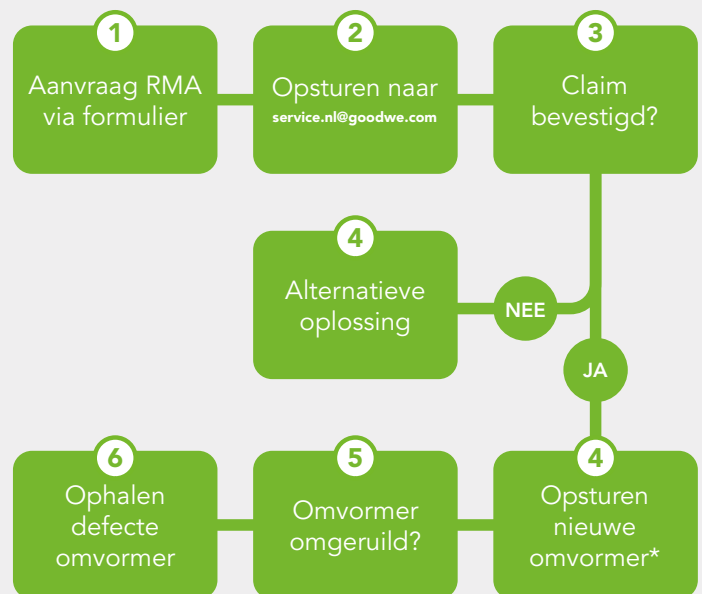 1
Aanvraag RMA
via formulier
2
Opsturen naar
service.nl@goodwe.com
3
Claim
bevestigd?
4
Alternatieve
oplossing
NEE
JA
6
Ophalen
defecte
omvormer
5
Omvormer
omgeruild?
4
Opsturen
nieuwe
omvormer*